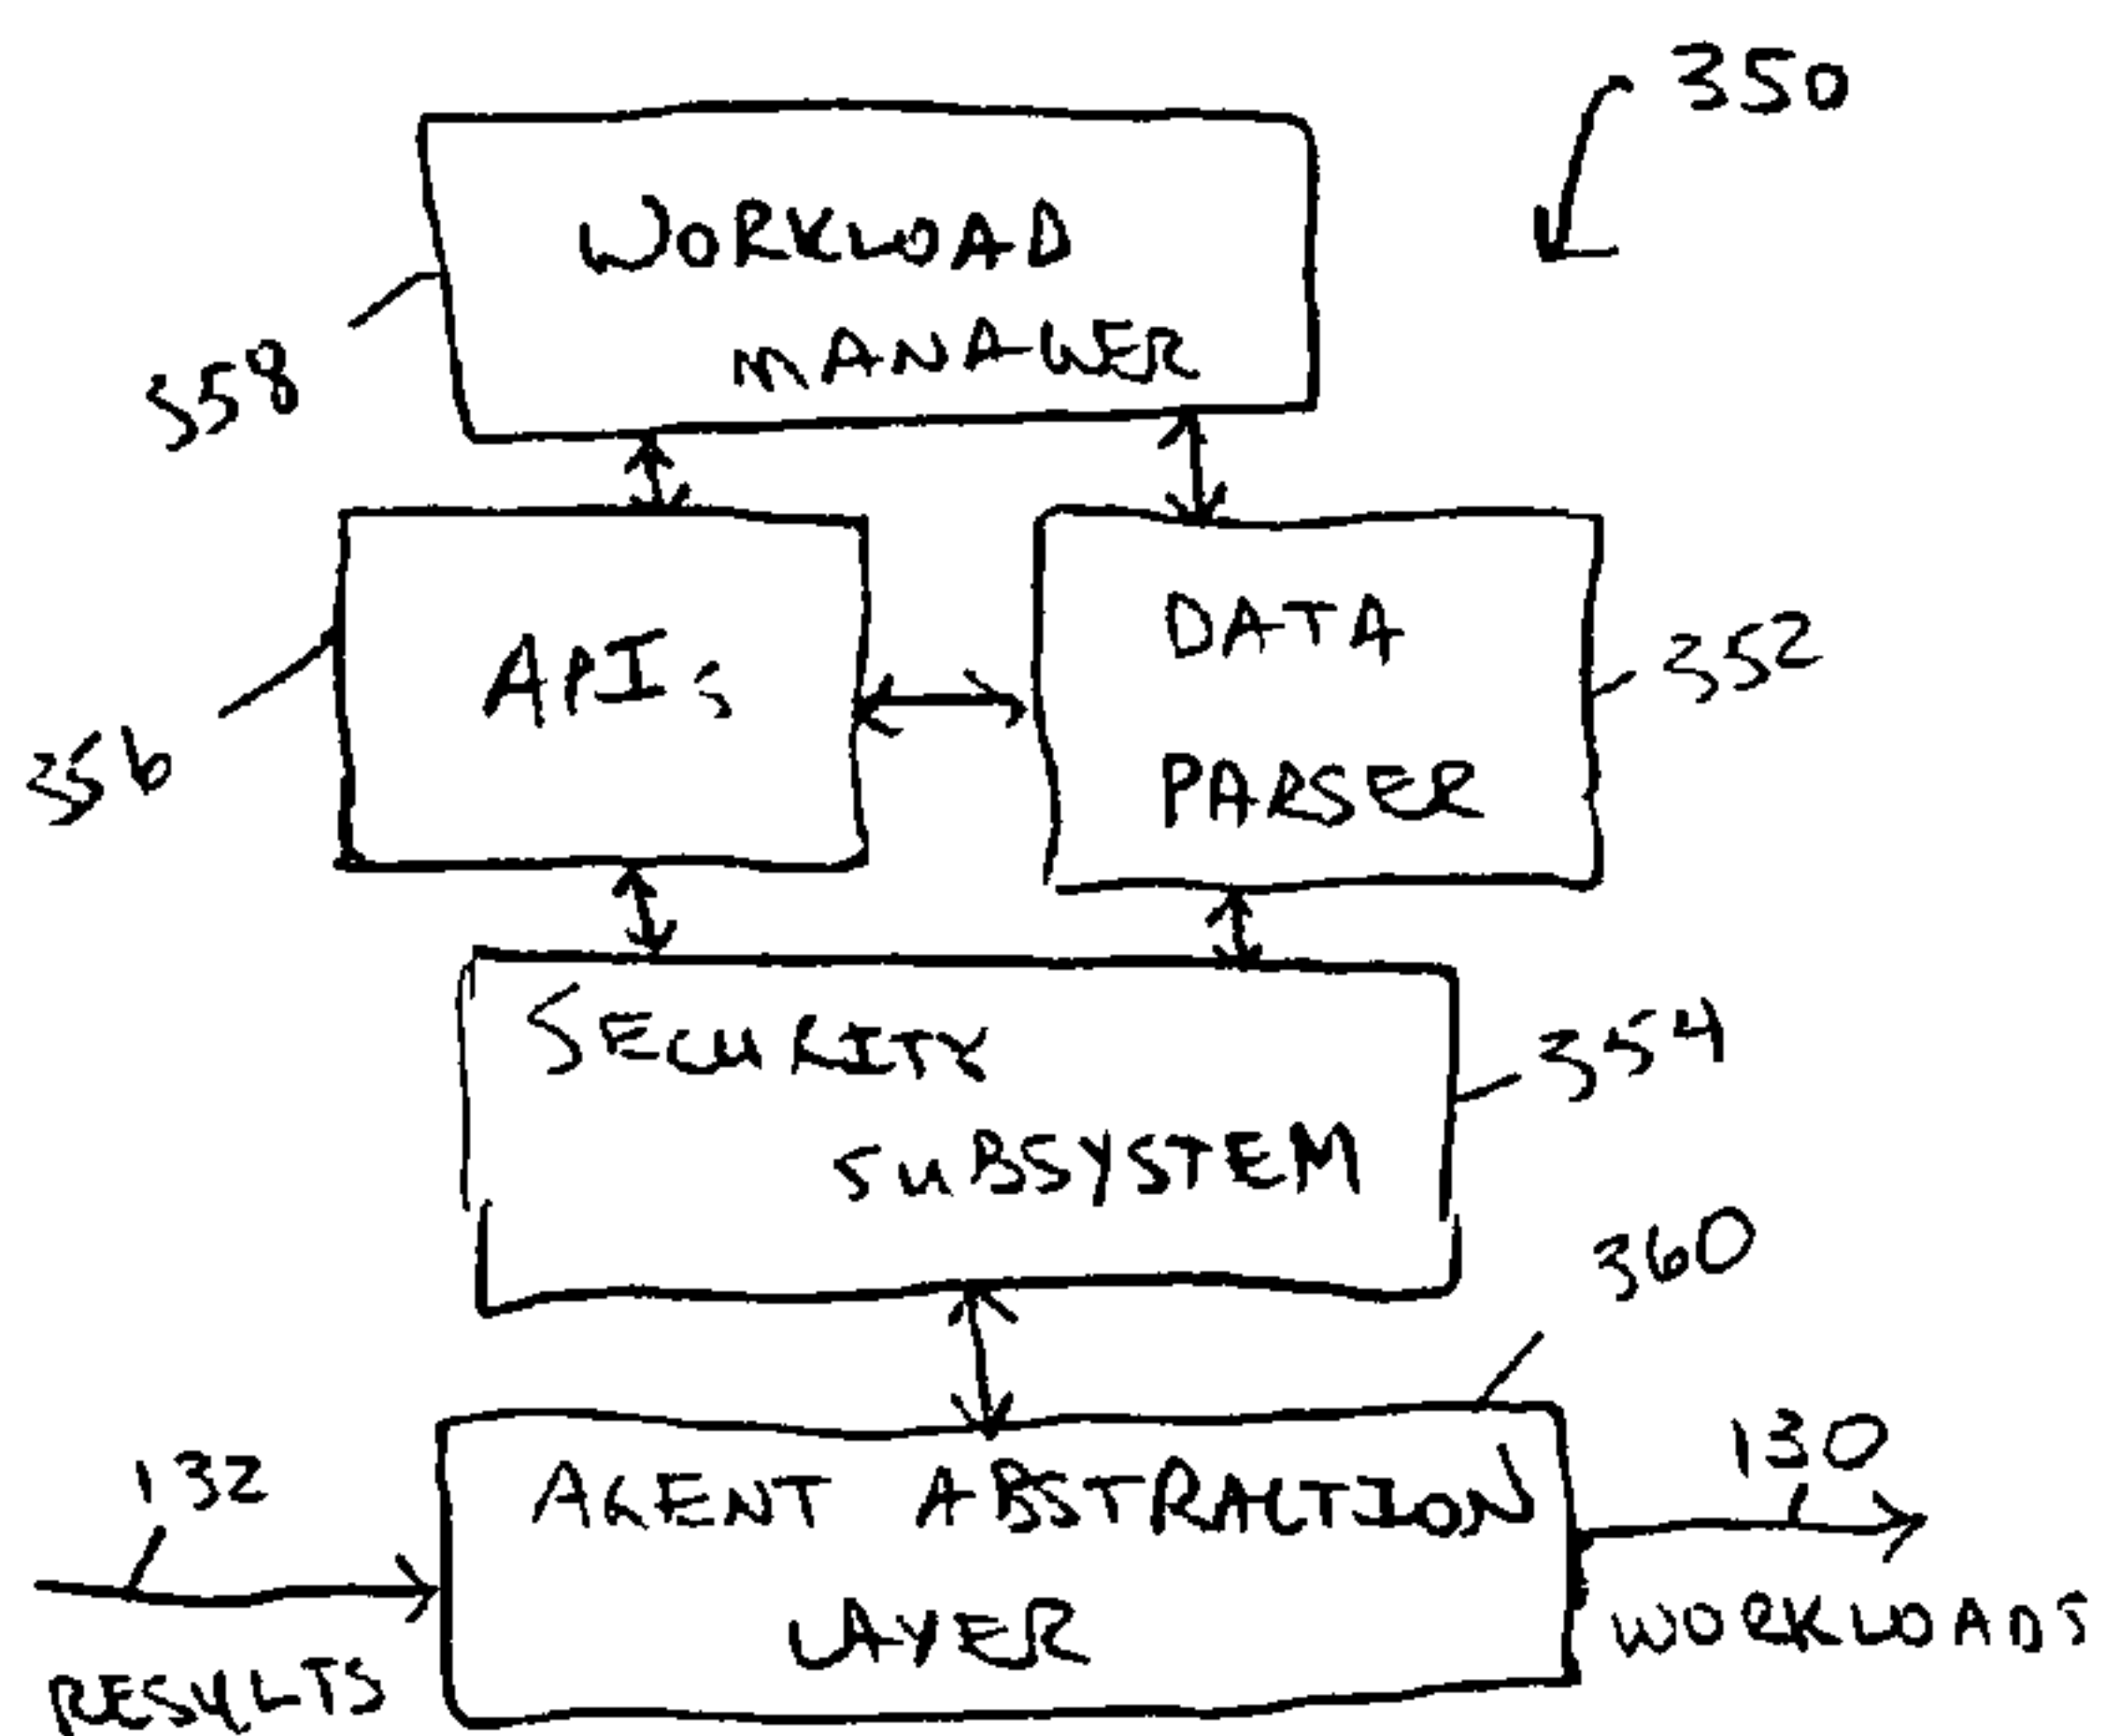 350
WORKLOAD
MANAGER
358
APIs
DATA
PARSER
352
356
SECURITY
SUBSYSTEM
354
360
132
AGENT ABSTRACTION
LAYER
130
RESULTS
WORKLOADS